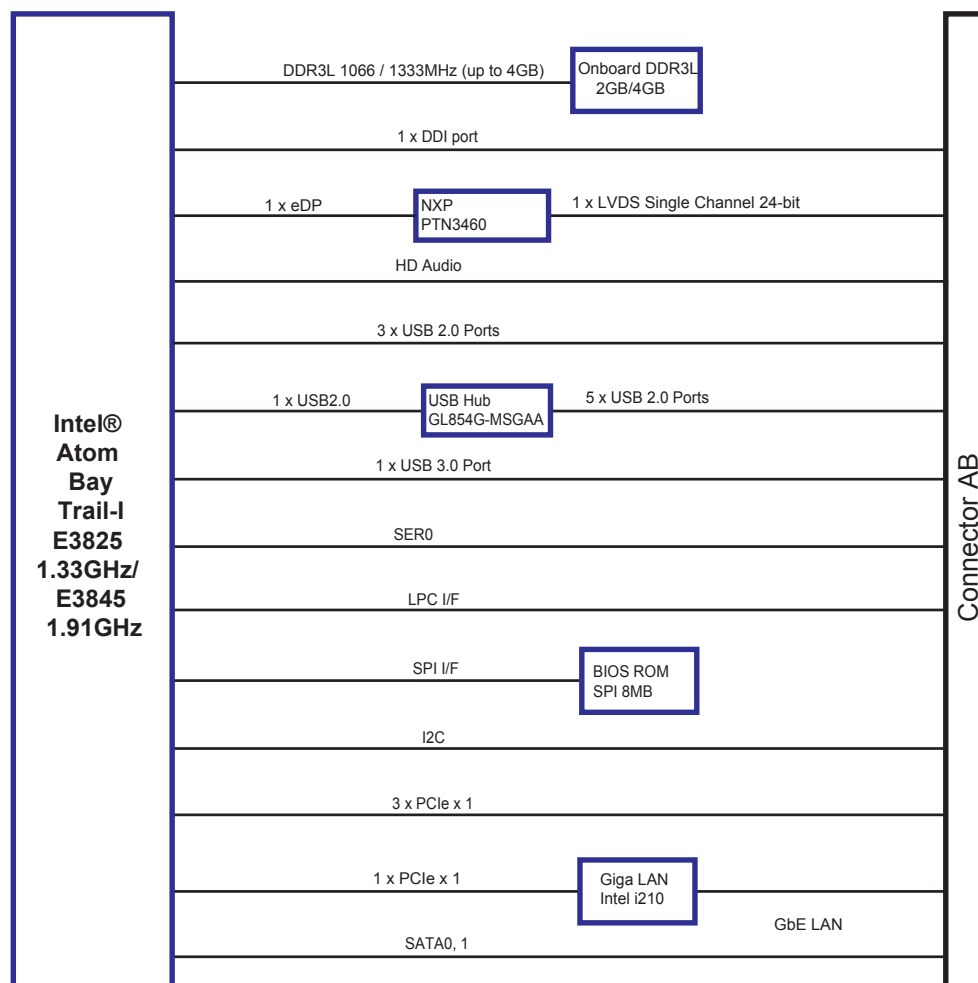 DDR3L 1066 / 1333MHz (up to 4GB)
Onboard DDR3L
2GB/4GB
1 x DDI port
1 x eDP
NXP
PTN3460
1 x LVDS Single Channel 24-bit
HD Audio
3 x USB 2.0 Ports
1 x USB2.0
USB Hub
GL854G-MSGAA
5 x USB 2.0 Ports
1 x USB 3.0 Port
Intel®
Atom
Bay
Trail-I
E3825
1.33GHz/
E3845
1.91GHz
SER0
LPC I/F
SPI I/F
BIOS ROM
SPI 8MB
I2C
3 x PCIe x 1
1 x PCIe x 1
Giga LAN
Intel i210
GbE LAN
SATA0, 1
Connector AB